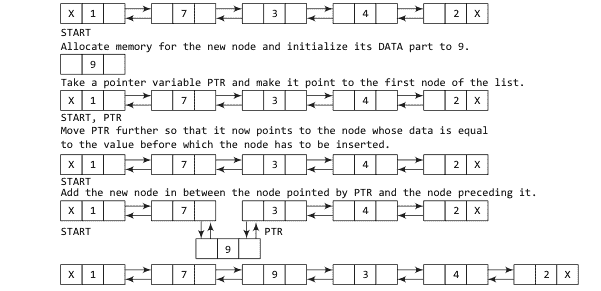 X 1 7 3 4 2 X
START
Allocate memory for the new node and initialize its DATA part to 9.
9
Take a pointer variable PTR and make it point to the first node of the list.
X 1 7 3 4 2 X
START, PTR
Move PTR further so that it now points to the node whose data is equal
to the value before which the node has to be inserted.
X 1 7 3 4 2 X
START
Add the new node in between the node pointed by PTR and the node preceding it.
X 1 7 3 4 2 X
START PTR
9
X 1 7 9 3 4 2 X